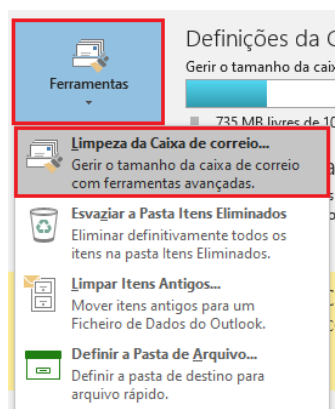 Definições da
Gerir o tamanho da caix
Ferramentas
735 MB livres de 10
Limpeza da Caixa de correio...
Gerir o tamanho da caixa de correio
com ferramentas avançadas.
Esvaziar a Pasta Itens Eliminados
Eliminar definitivamente todos os
itens na pasta Itens Eliminados.
Limpar Itens Antigos...
Mover itens antigos para um
Ficheiro de Dados do Outlook.
Definir a Pasta de Arquivo...
Definir a pasta de destino para
arquivo rápido.